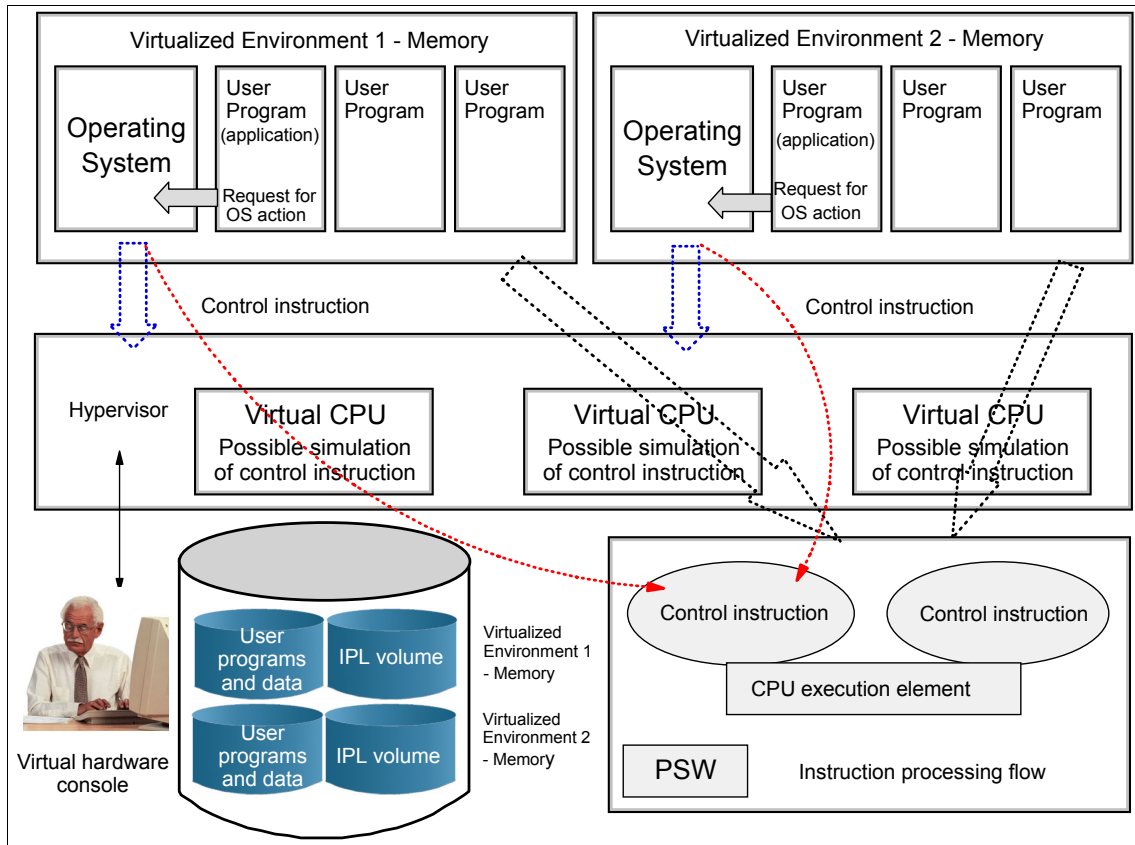 Virtualized Environment 1 - Memory
Operating
System
User
Program
(application)
Request for
OS action
User
Program
User
Program
Virtualized Environment 2 - Memory
Operating
System
User
Program
(application)
Request for
OS action
User
Program
User
Program
Control instruction
Control instruction
Hypervisor
Virtual CPU
Possible simulation
of control instruction
Virtual CPU
Possible simulation
of control instruction
Virtual CPU
Possible simulation
of control instruction
Virtual hardware
console
User
programs
and data
IPL volume
Virtualized
Environment 1
- Memory
User
programs
and data
IPL volume
Virtualized
Environment 2
- Memory
Control instruction
Control instruction
CPU execution element
PSW
Instruction processing flow